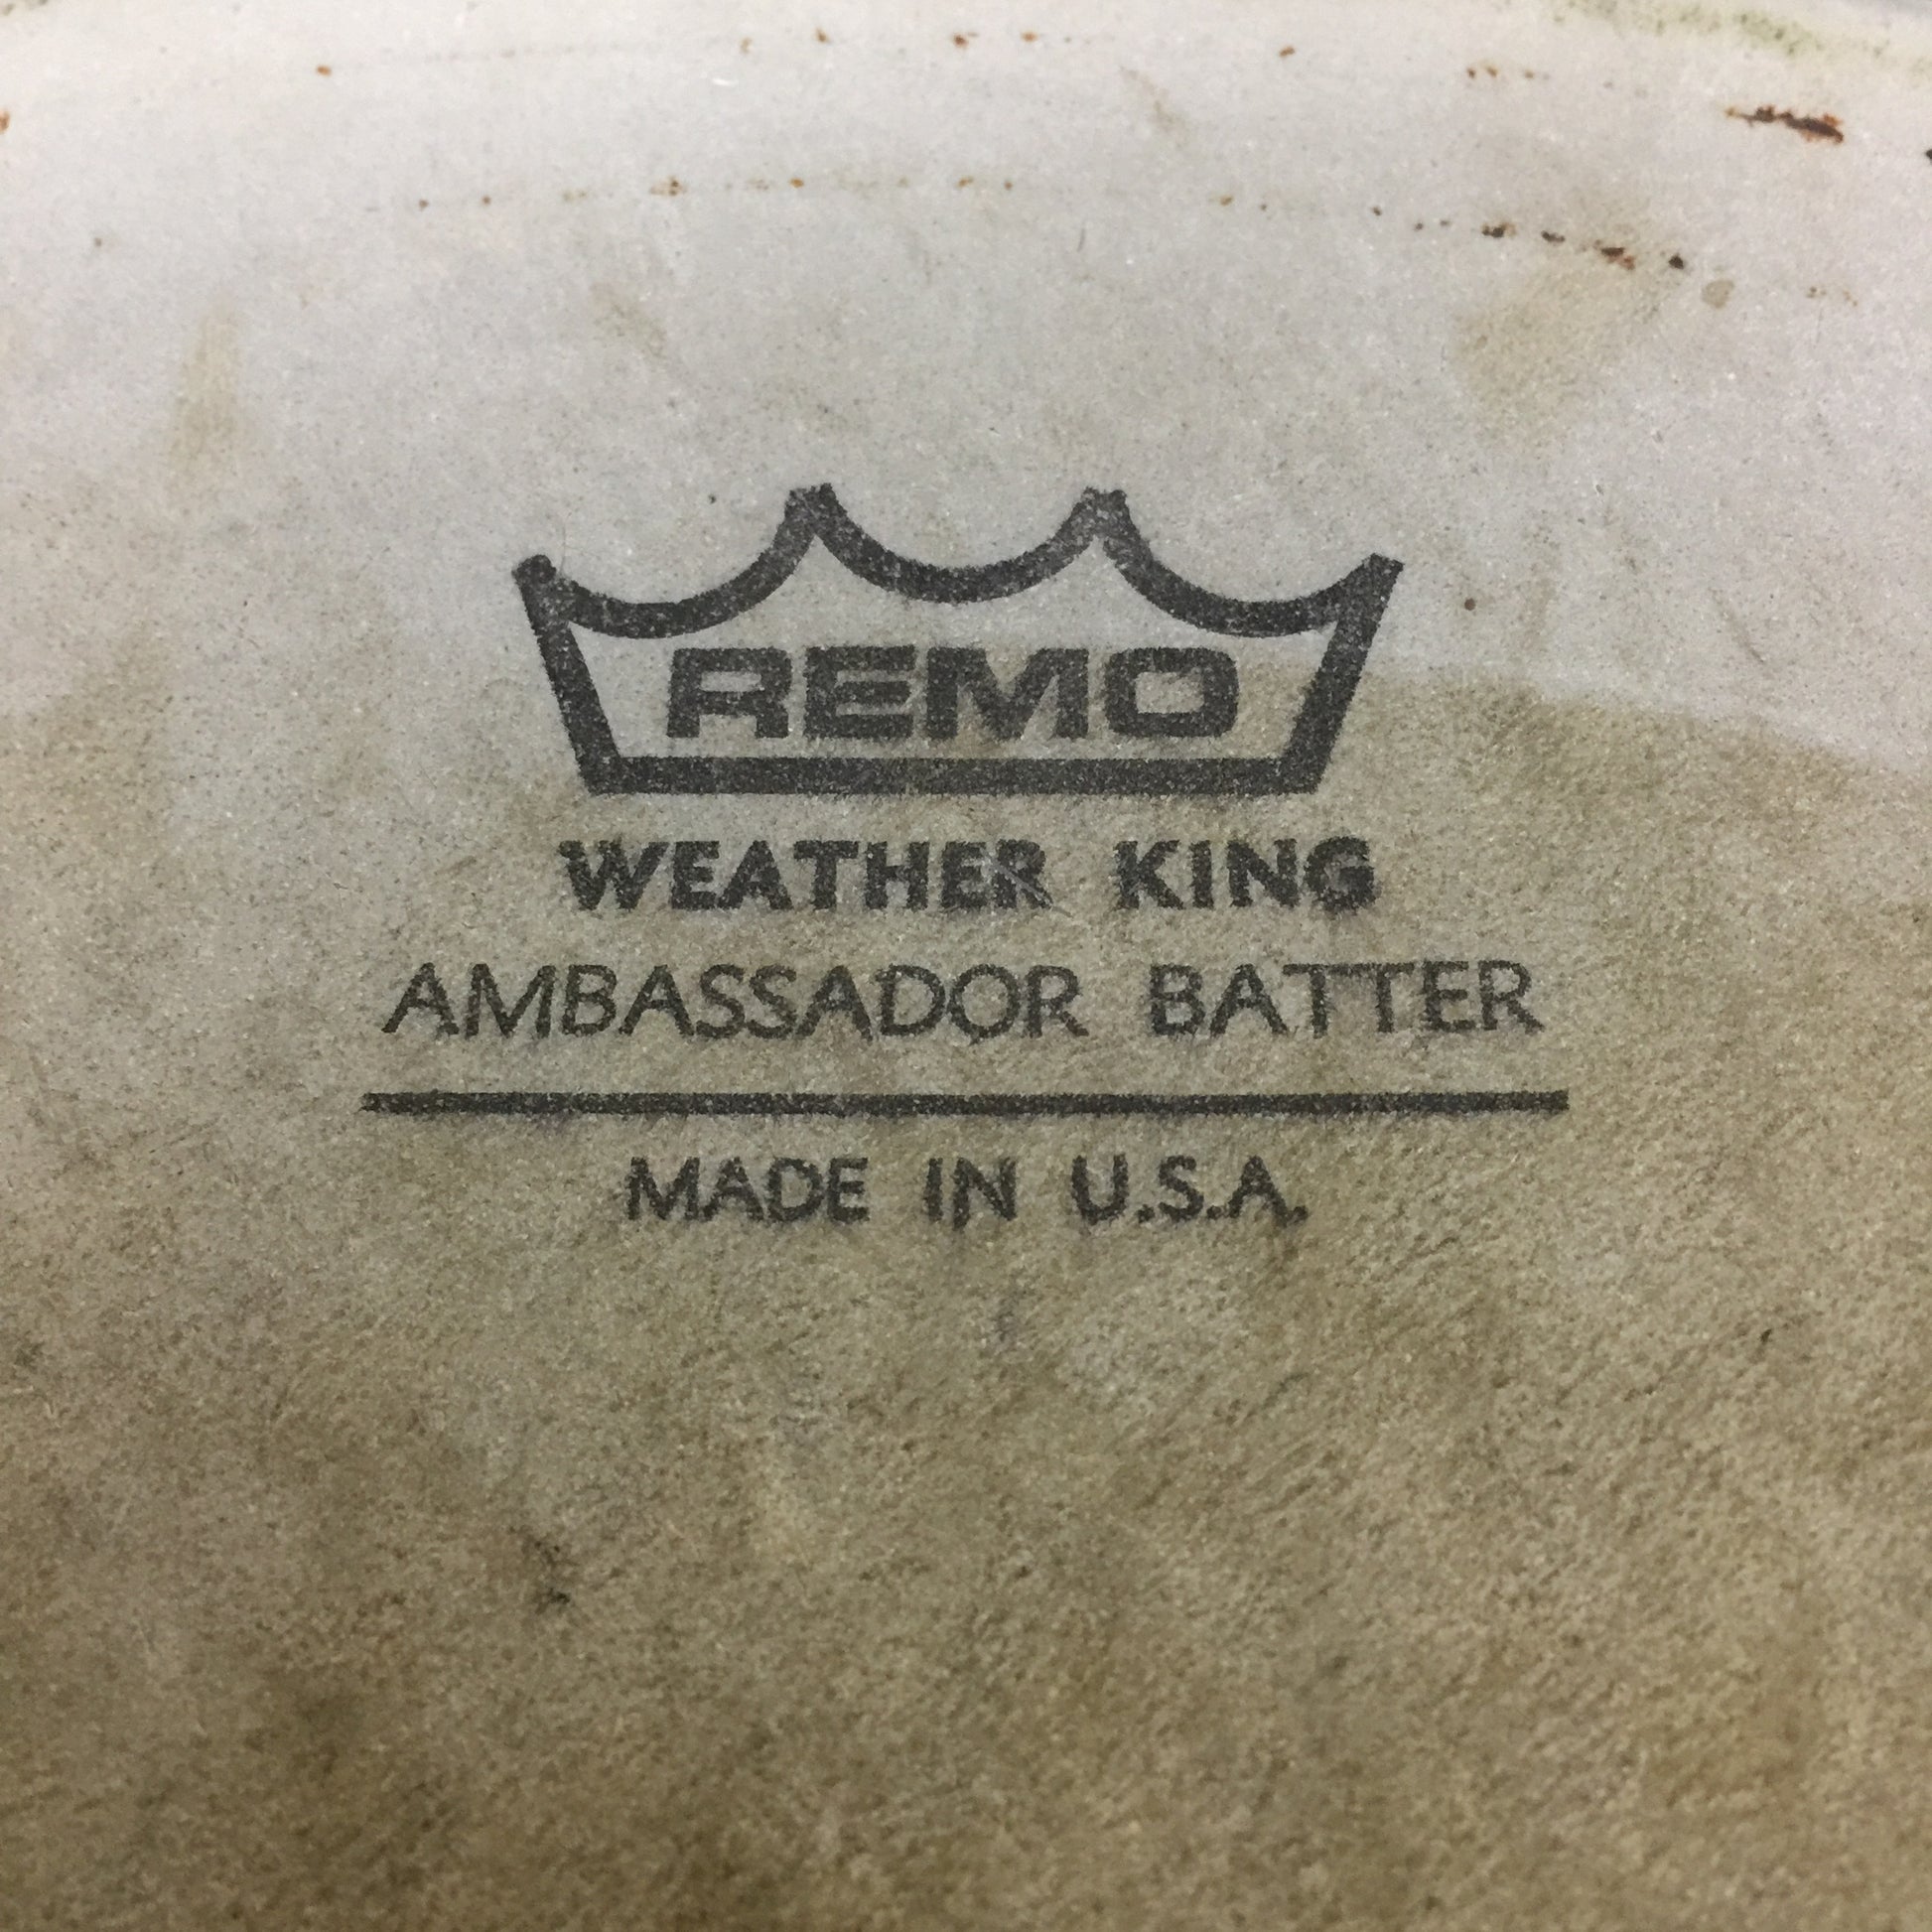 REMO
WEATHER KING
AMBASSADOR BATTER
MADE IN U.S.A.